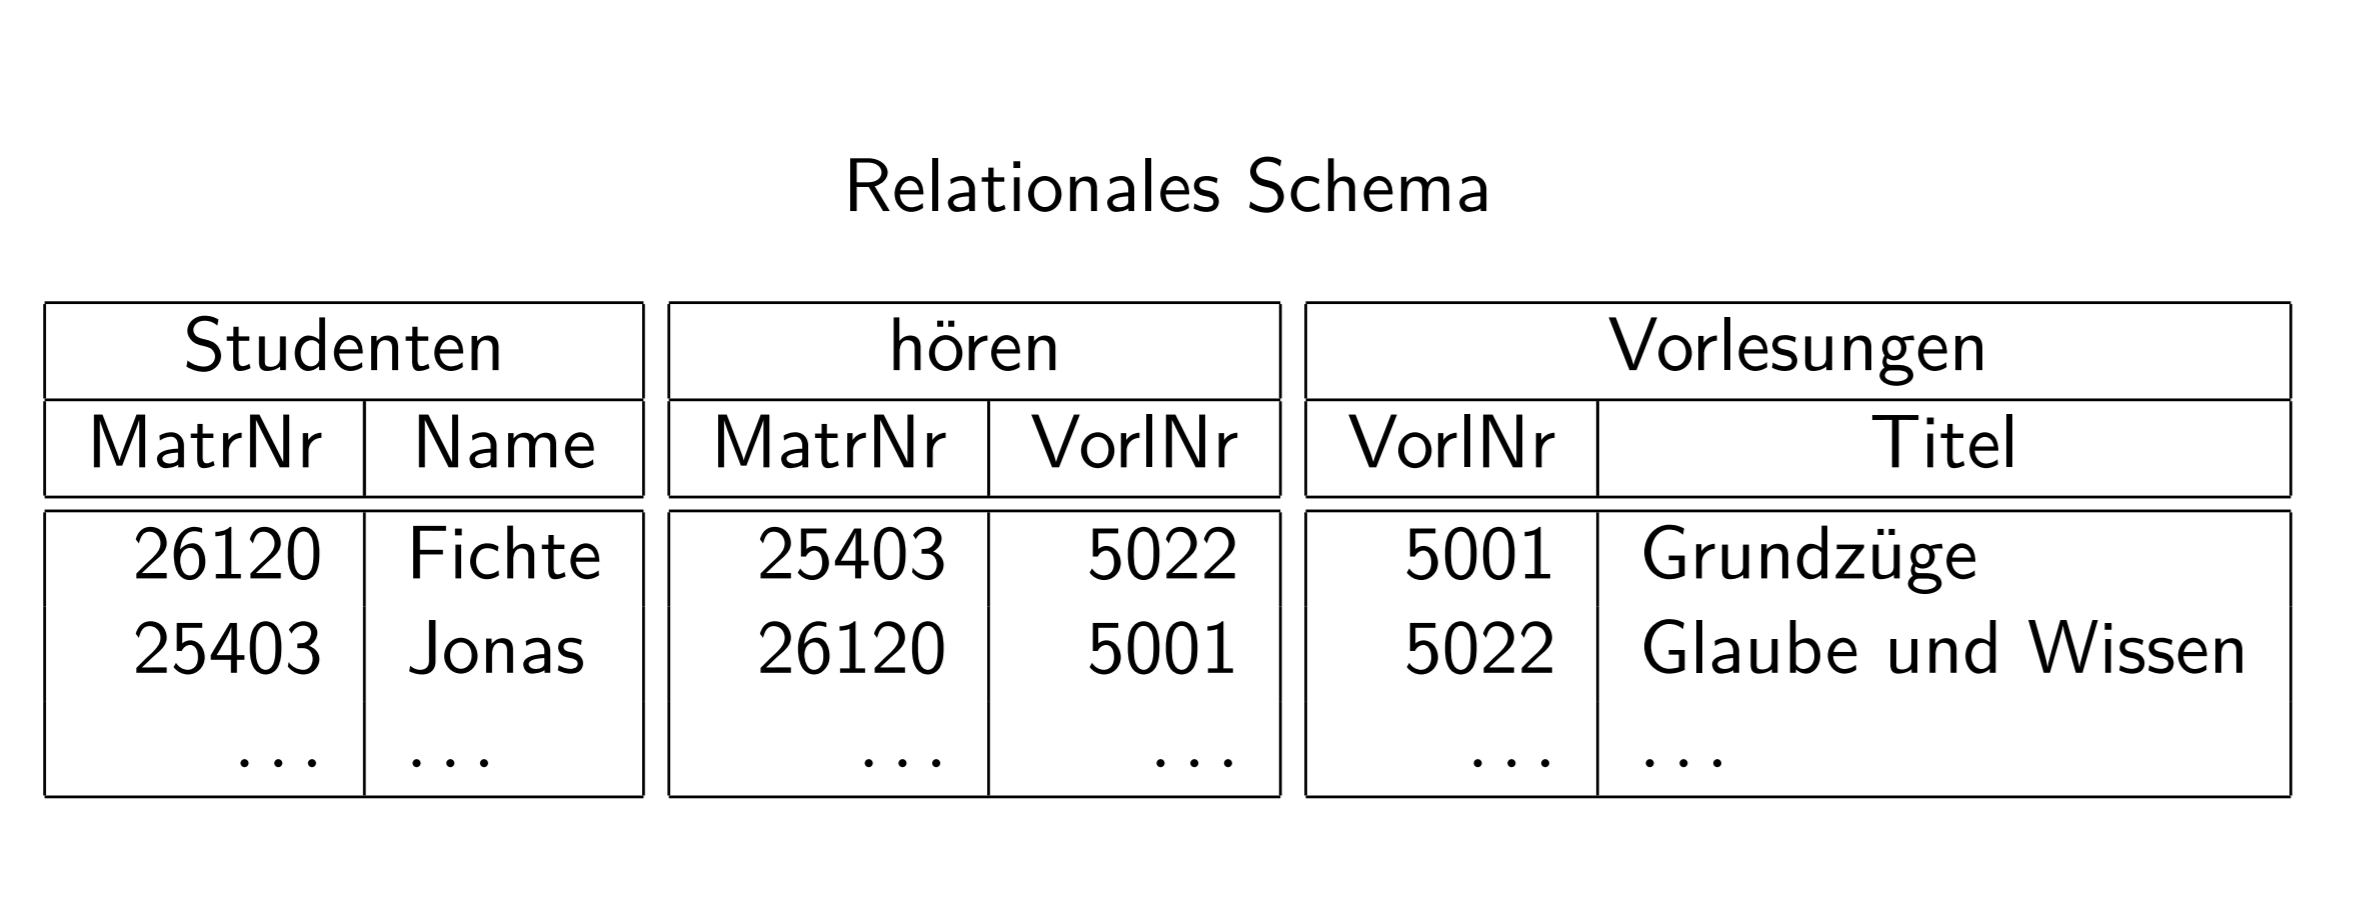 Relationales Schema
Studenten hören Vorlesungen
MatrNr Name MatrNr VorlNr VorlNr Titel
26120 Fichte 25403 5022 5001 Grundzüge
25403 Jonas 26120 5001 5022 Glaube und Wissen
... ... ... ... ... ...